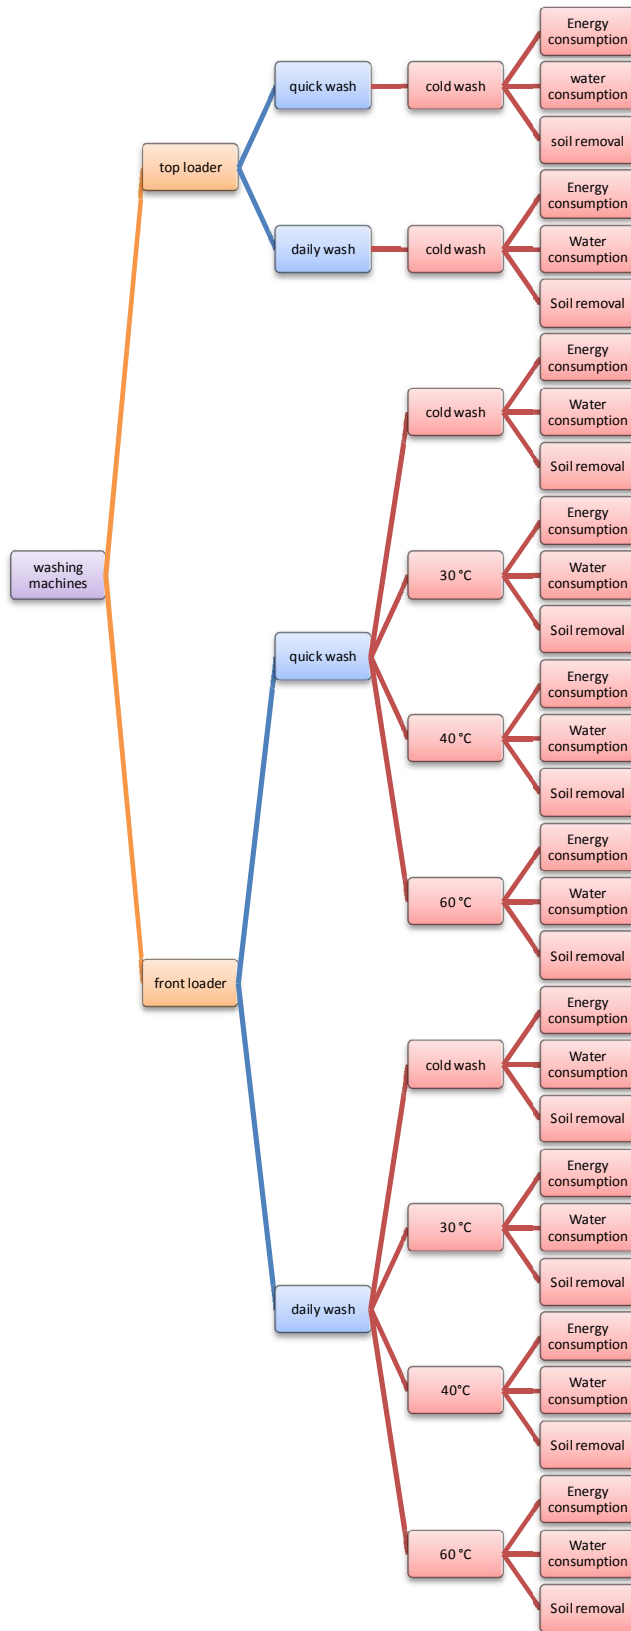 Energy
consumption
quick wash
cold wash
water
consumption
soil removal
top loader
Energy
consumption
daily wash
cold wash
Water
consumption
Soil removal
Energy
consumption
cold wash
Water
consumption
Soil removal
Energy
consumption
washing
machines
30 °C
Water
consumption
Soil removal
quick wash
Energy
consumption
40 °C
Water
consumption
Soil removal
Energy
consumption
60 °C
Water
consumption
Soil removal
front loader
Energy
consumption
cold wash
Water
consumption
Soil removal
Energy
consumption
30 °C
Water
consumption
Soil removal
daily wash
Energy
consumption
40°C
Water
consumption
Soil removal
Energy
consumption
60 °C
Water
consumption
Soil removal